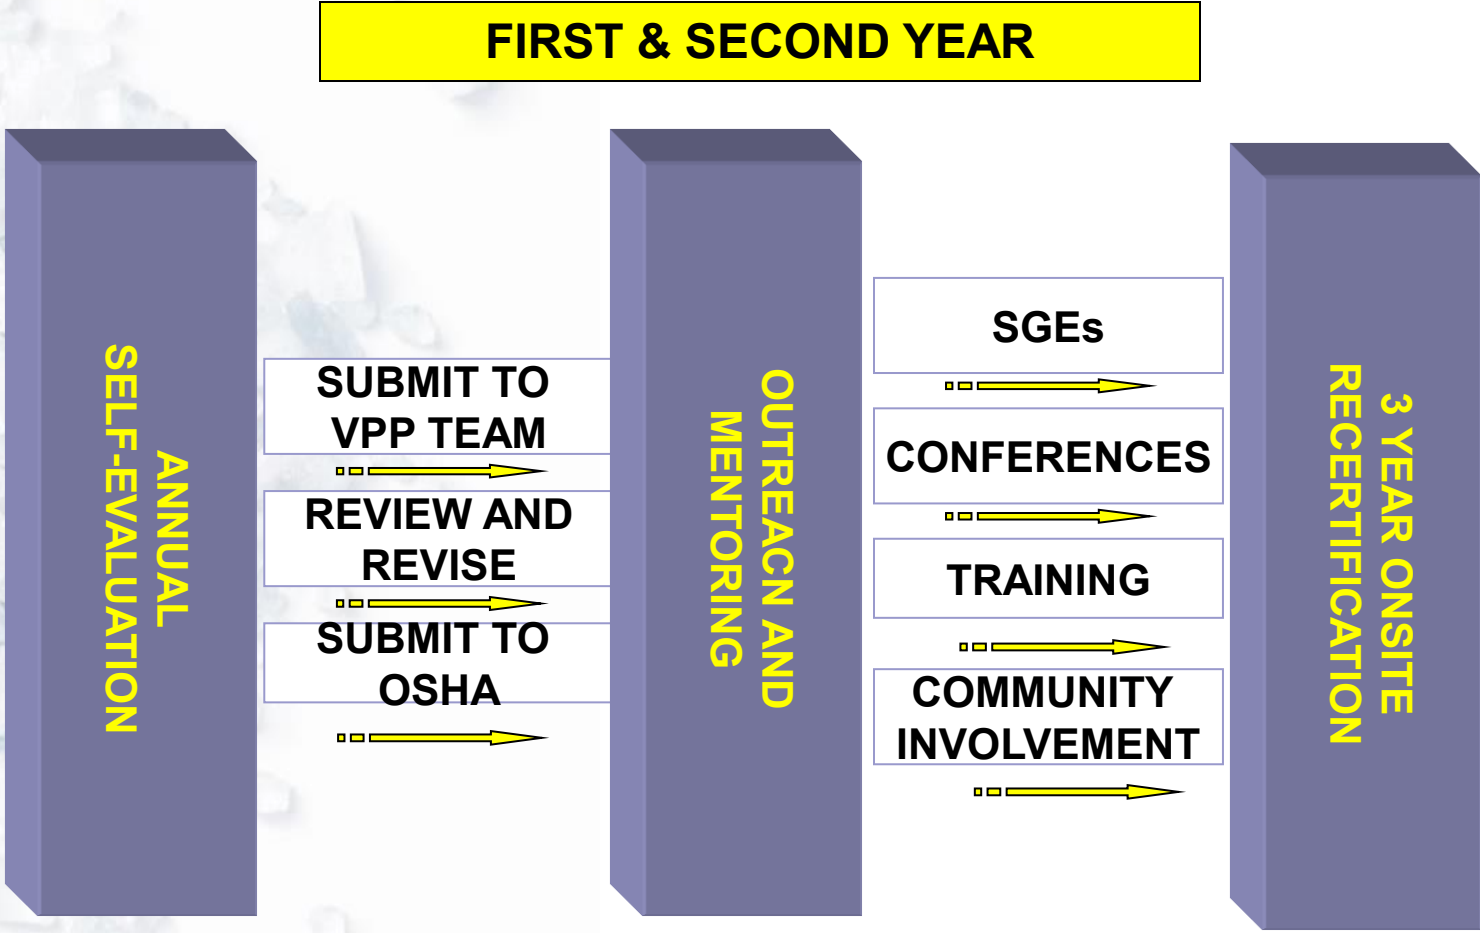 FIRST & SECOND YEAR
ANNUAL
SELF-EVALUATION
SUBMIT TO
VPP TEAM
REVIEW AND
REVISE
SUBMIT TO
OSHA
OUTREACN AND
MENTORING
SGEs
CONFERENCES
TRAINING
COMMUNITY
INVOLVEMENT
3 YEAR ONSITE
RECERTIFICATION